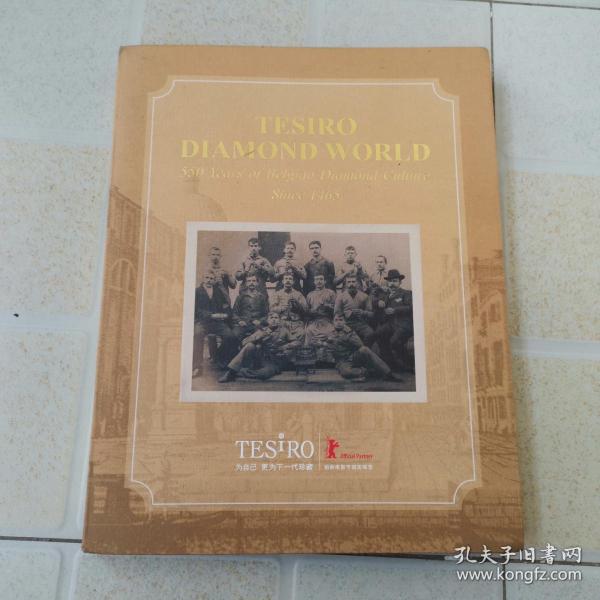 TESIRO
DIAMOND WORLD
550 Years of Belgian Diamond Culture
Since 1465
TESiRO
为自己 更为下一代珍藏
Official Partner
孔夫子旧书网
www.kongfz.com